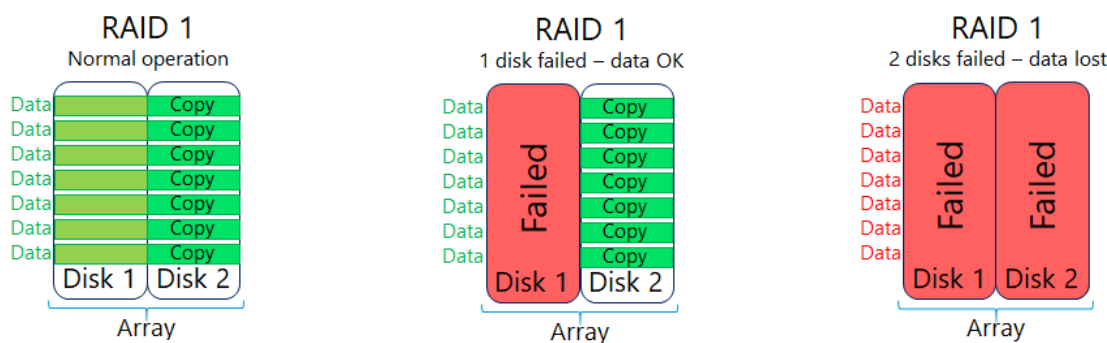 RAID 1
Normal operation
Data Copy
Data Copy
Data Copy
Data Copy
Data Copy
Data Copy
Data Copy
Disk 1 Disk 2
Array
RAID 1
1 disk failed – data OK
Data Copy
Data Copy
Data Copy
Data Copy
Data Copy
Data Copy
Data Copy
Failed
Disk 1 Disk 2
Array
RAID 1
2 disks failed – data lost
Data
Data
Data
Data
Data
Data
Data
Failed Failed
Disk 1 Disk 2
Array